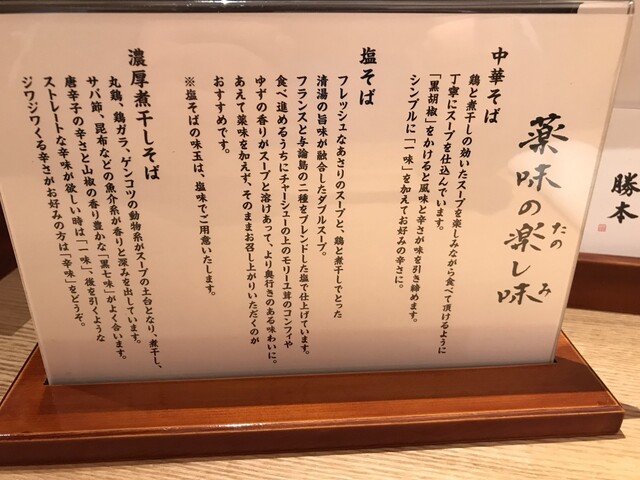 薬味の楽し味
たの
み
中華そば
鶏と煮干しの効いたスープを楽しみながら食べて頂けるように
丁寧にスープを仕込んでいます。
「黒胡椒」をかけると風味と辛さが味を引き締めます。
シンプルに「一味」を加えてお好みの辛さに。
塩そば
フレッシュなあさりのスープと、鶏と煮干しでとった
清湯の旨味が融合したダブルスープ。
フランスと与論島の二種をブレンドした塩で仕上げています。
食べ進めるうちにチャーシューの上のモリーユ茸のコンフィや
ゆずの香りがスープと溶けあって、より奥行きのある味わいに。
あえて薬味を加えず、そのままお召し上がりいただくのが
おすすめです。
※塩そばの味玉は、塩味でご用意いたします。
濃厚煮干しそば
丸鶏、鶏ガラ、ゲンコツの動物系がスープの土台となり、煮干し、
サバ節、昆布などの魚介系が香りと深みを出しています。
唐辛子の辛さと山椒の香り豊かな「黒七味」がよく合います。
ストレートな辛味が欲しい時は「一味」、後を引くような
ジワジワくる辛さがお好みの方は「辛味」をどうぞ。
勝本